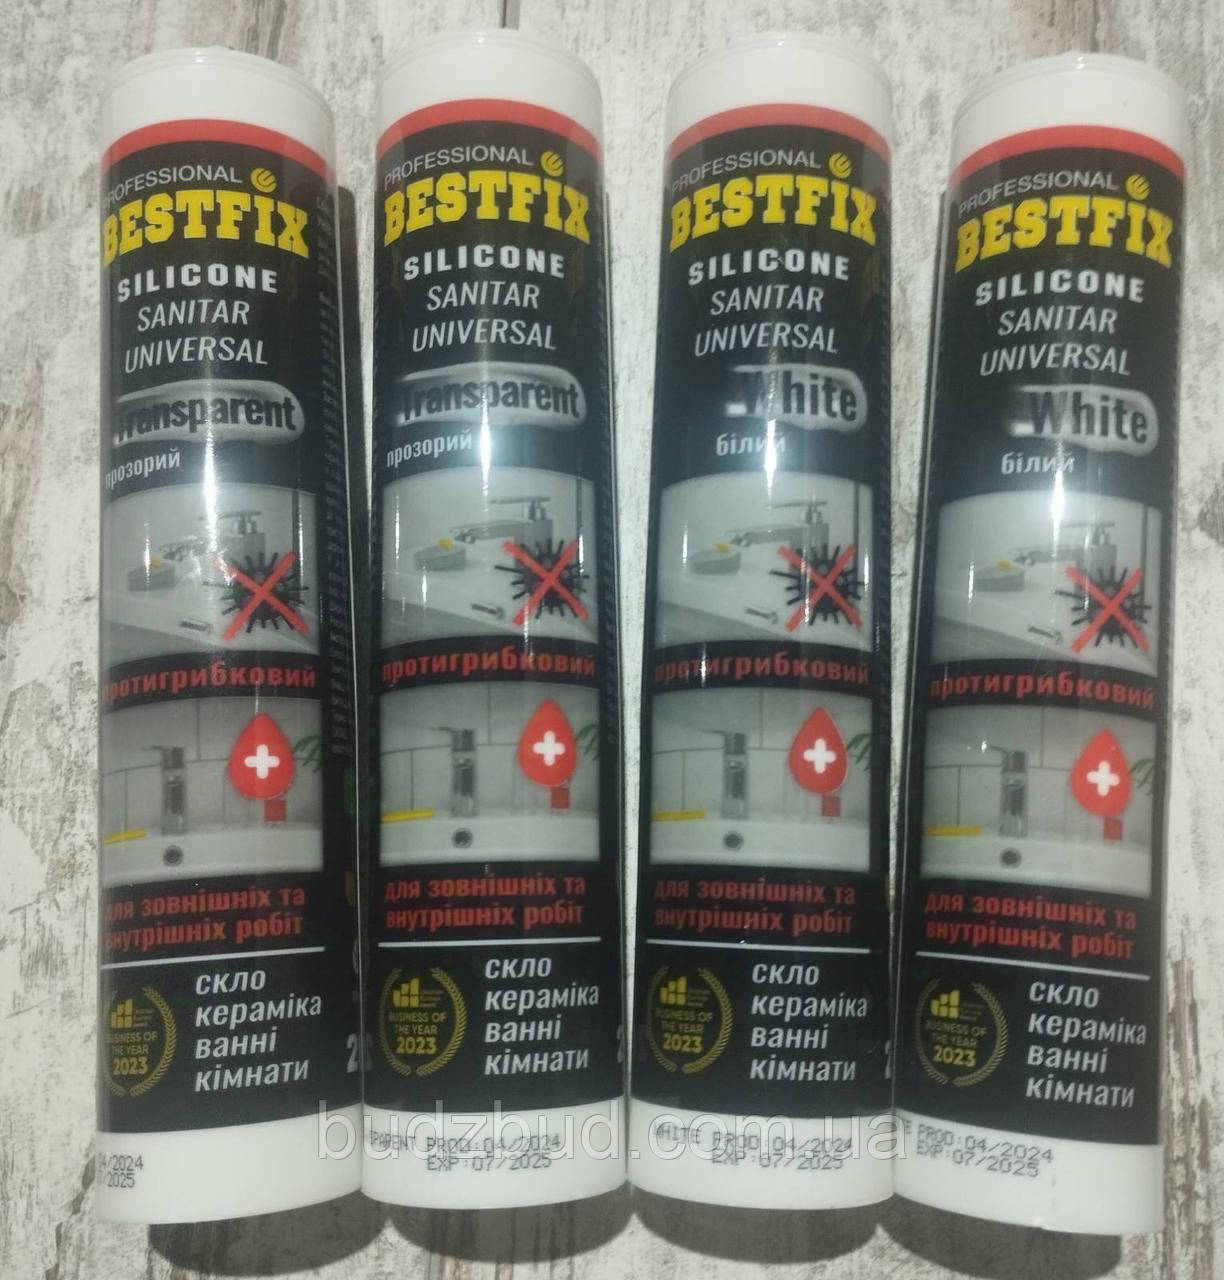 PROFESSIONAL
BESTFIX
SILICONE
SANITAR
UNIVERSAL
Transparent
прозорий
протигрибковий
для зовнішніх та
внутрішніх робіт
BUSINESS OF
THE YEAR
2023
скло
кераміка
ванні
кімнати
04/2024
/2025
PROFESSIONAL
BESTFIX
SILICONE
SANITAR
UNIVERSAL
Transparent
прозорий
протигрибковий
для зовнішніх та
внутрішніх робіт
BUSINESS OF
THE YEAR
2023
скло
кераміка
ванні
кімнати
SPARENT PROD:04/2024
EXP:07/2025
PROFESSIONAL
BESTFIX
SILICONE
SANITAR
UNIVERSAL
White
білий
протигрибковий
для зовнішніх та
внутрішніх робіт
BUSINESS OF
THE YEAR
2023
скло
кераміка
ванні
кімнати
WHITE PROD:04/2024
EXP:07/2025
PROFESSIONAL
BESTFIX
SILICONE
SANITAR
UNIVERSAL
White
білий
протигрибковий
для зовнішніх та
внутрішніх робіт
BUSINESS OF
THE YEAR
2023
скло
кераміка
ванні
кімнати
TE PROD:04/2024
EXP:07/2025
budzbud.com.ua